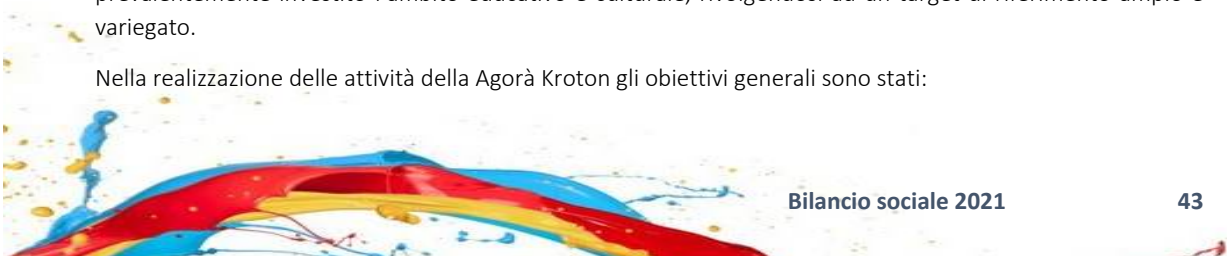 variegato.
Nella realizzazione delle attività della Agorà Kroton gli obiettivi generali sono stati:
Bilancio sociale 2021 43